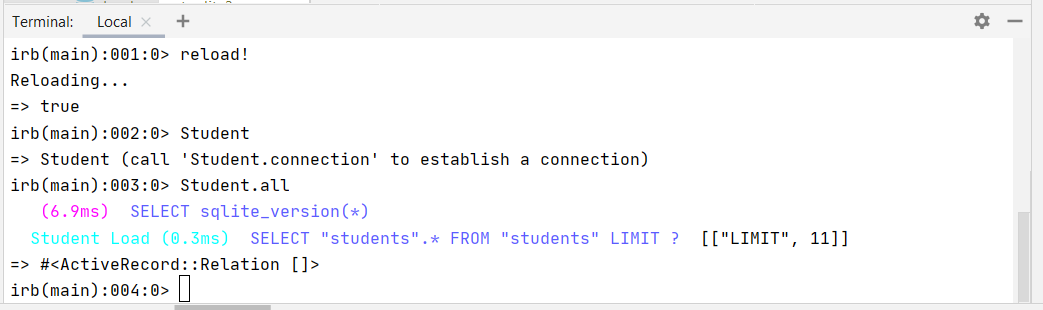 Terminal: Local × +
irb(main):001:0> reload!
Reloading...
=> true
irb(main):002:0> Student
=> Student (call 'Student.connection' to establish a connection)
irb(main):003:0> Student.all
(6.9ms)  SELECT sqlite_version(*)
Student Load (0.3ms)  SELECT "students".* FROM "students" LIMIT ?  [["LIMIT", 11]]
=> #<ActiveRecord::Relation []>
irb(main):004:0>